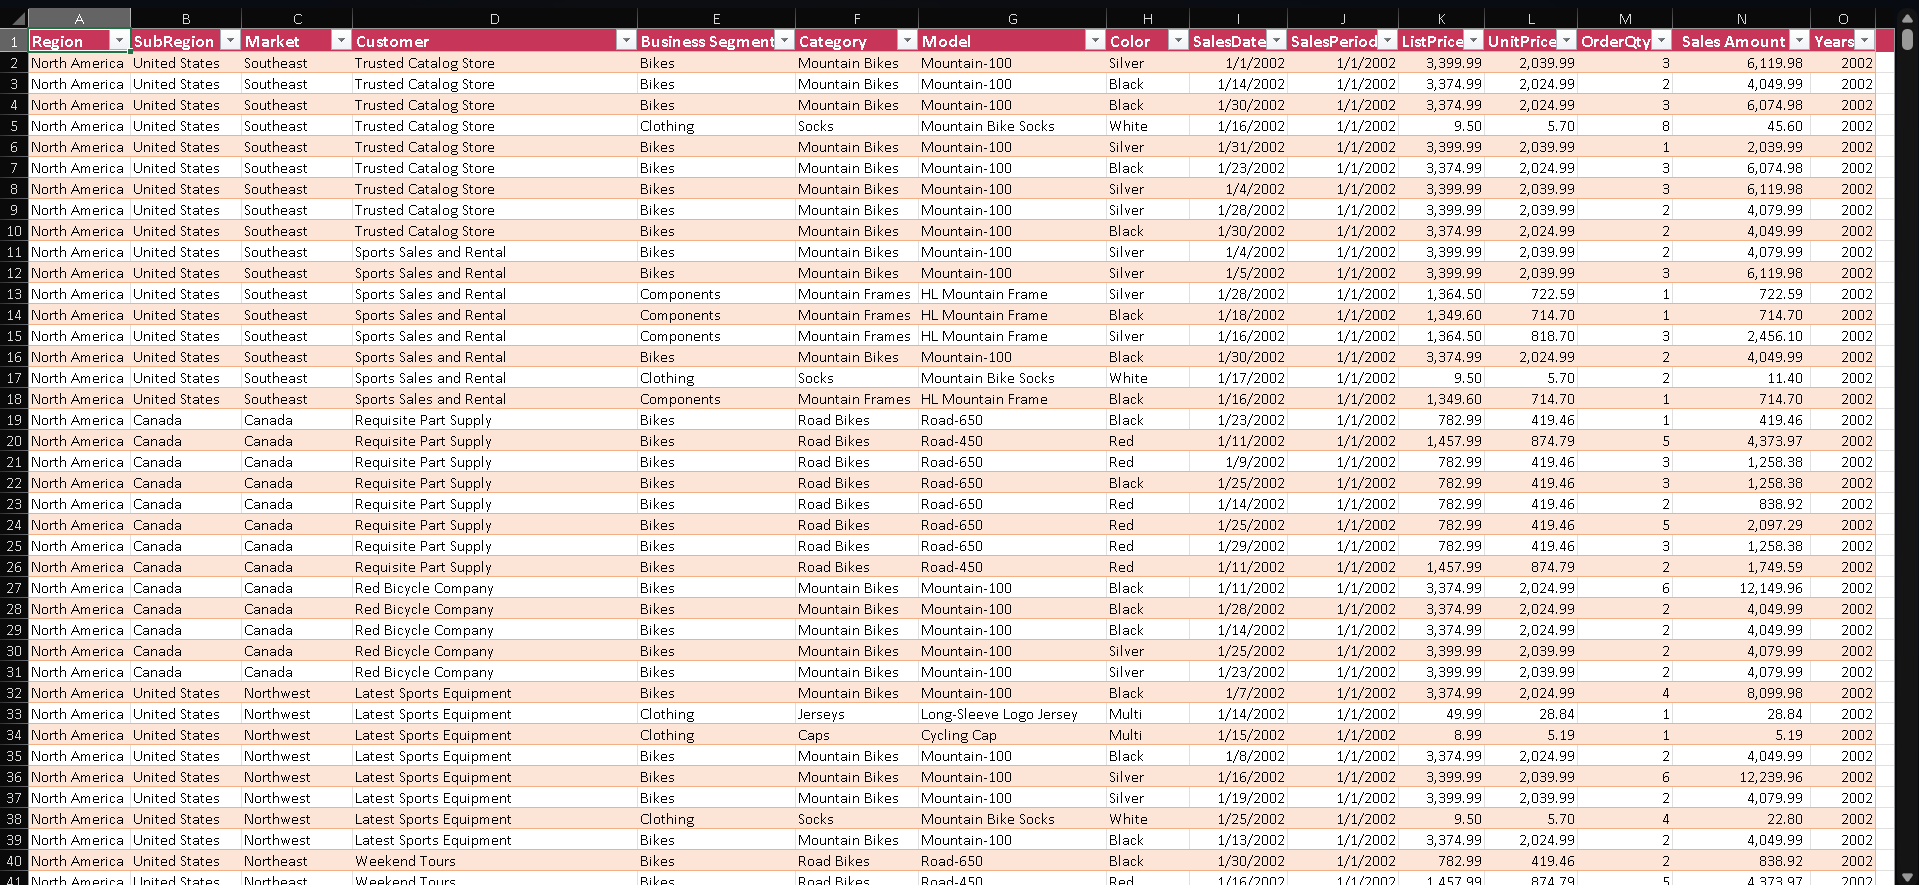 A B C D E F G H I J K L M N O
1 Region SubRegion Market Customer Business Segment Category Model Color SalesDate SalesPeriod ListPrice UnitPrice OrderQty Sales Amount Years
2 North America United States Southeast Trusted Catalog Store Bikes Mountain Bikes Mountain-100 Silver 1/1/2002 1/1/2002 3,399.99 2,039.99 3 6,119.98 2002
3 North America United States Southeast Trusted Catalog Store Bikes Mountain Bikes Mountain-100 Black 1/14/2002 1/1/2002 3,374.99 2,024.99 2 4,049.99 2002
4 North America United States Southeast Trusted Catalog Store Bikes Mountain Bikes Mountain-100 Black 1/30/2002 1/1/2002 3,374.99 2,024.99 3 6,074.98 2002
5 North America United States Southeast Trusted Catalog Store Clothing Socks Mountain Bike Socks White 1/16/2002 1/1/2002 9.50 5.70 8 45.60 2002
6 North America United States Southeast Trusted Catalog Store Bikes Mountain Bikes Mountain-100 Silver 1/31/2002 1/1/2002 3,399.99 2,039.99 1 2,039.99 2002
7 North America United States Southeast Trusted Catalog Store Bikes Mountain Bikes Mountain-100 Black 1/23/2002 1/1/2002 3,374.99 2,024.99 3 6,074.98 2002
8 North America United States Southeast Trusted Catalog Store Bikes Mountain Bikes Mountain-100 Silver 1/4/2002 1/1/2002 3,399.99 2,039.99 3 6,119.98 2002
9 North America United States Southeast Trusted Catalog Store Bikes Mountain Bikes Mountain-100 Silver 1/28/2002 1/1/2002 3,399.99 2,039.99 2 4,079.99 2002
10 North America United States Southeast Trusted Catalog Store Bikes Mountain Bikes Mountain-100 Black 1/30/2002 1/1/2002 3,374.99 2,024.99 2 4,049.99 2002
11 North America United States Southeast Sports Sales and Rental Bikes Mountain Bikes Mountain-100 Silver 1/4/2002 1/1/2002 3,399.99 2,039.99 2 4,079.99 2002
12 North America United States Southeast Sports Sales and Rental Bikes Mountain Bikes Mountain-100 Silver 1/5/2002 1/1/2002 3,399.99 2,039.99 3 6,119.98 2002
13 North America United States Southeast Sports Sales and Rental Components Mountain Frames HL Mountain Frame Silver 1/28/2002 1/1/2002 1,364.50 722.59 1 722.59 2002
14 North America United States Southeast Sports Sales and Rental Components Mountain Frames HL Mountain Frame Black 1/18/2002 1/1/2002 1,349.60 714.70 1 714.70 2002
15 North America United States Southeast Sports Sales and Rental Components Mountain Frames HL Mountain Frame Silver 1/16/2002 1/1/2002 1,364.50 818.70 3 2,456.10 2002
16 North America United States Southeast Sports Sales and Rental Bikes Mountain Bikes Mountain-100 Black 1/30/2002 1/1/2002 3,374.99 2,024.99 2 4,049.99 2002
17 North America United States Southeast Sports Sales and Rental Clothing Socks Mountain Bike Socks White 1/17/2002 1/1/2002 9.50 5.70 2 11.40 2002
18 North America United States Southeast Sports Sales and Rental Components Mountain Frames HL Mountain Frame Black 1/16/2002 1/1/2002 1,349.60 714.70 1 714.70 2002
19 North America Canada Canada Requisite Part Supply Bikes Road Bikes Road-650 Black 1/23/2002 1/1/2002 782.99 419.46 1 419.46 2002
20 North America Canada Canada Requisite Part Supply Bikes Road Bikes Road-450 Red 1/11/2002 1/1/2002 1,457.99 874.79 5 4,373.97 2002
21 North America Canada Canada Requisite Part Supply Bikes Road Bikes Road-650 Red 1/9/2002 1/1/2002 782.99 419.46 3 1,258.38 2002
22 North America Canada Canada Requisite Part Supply Bikes Road Bikes Road-650 Black 1/25/2002 1/1/2002 782.99 419.46 3 1,258.38 2002
23 North America Canada Canada Requisite Part Supply Bikes Road Bikes Road-650 Red 1/14/2002 1/1/2002 782.99 419.46 2 838.92 2002
24 North America Canada Canada Requisite Part Supply Bikes Road Bikes Road-650 Red 1/25/2002 1/1/2002 782.99 419.46 5 2,097.29 2002
25 North America Canada Canada Requisite Part Supply Bikes Road Bikes Road-650 Red 1/29/2002 1/1/2002 782.99 419.46 3 1,258.38 2002
26 North America Canada Canada Requisite Part Supply Bikes Road Bikes Road-450 Red 1/11/2002 1/1/2002 1,457.99 874.79 2 1,749.59 2002
27 North America Canada Canada Red Bicycle Company Bikes Mountain Bikes Mountain-100 Black 1/11/2002 1/1/2002 3,374.99 2,024.99 6 12,149.96 2002
28 North America Canada Canada Red Bicycle Company Bikes Mountain Bikes Mountain-100 Black 1/28/2002 1/1/2002 3,374.99 2,024.99 2 4,049.99 2002
29 North America Canada Canada Red Bicycle Company Bikes Mountain Bikes Mountain-100 Black 1/14/2002 1/1/2002 3,374.99 2,024.99 2 4,049.99 2002
30 North America Canada Canada Red Bicycle Company Bikes Mountain Bikes Mountain-100 Silver 1/25/2002 1/1/2002 3,399.99 2,039.99 2 4,079.99 2002
31 North America Canada Canada Red Bicycle Company Bikes Mountain Bikes Mountain-100 Silver 1/23/2002 1/1/2002 3,399.99 2,039.99 2 4,079.99 2002
32 North America United States Northwest Latest Sports Equipment Bikes Mountain Bikes Mountain-100 Black 1/7/2002 1/1/2002 3,374.99 2,024.99 4 8,099.98 2002
33 North America United States Northwest Latest Sports Equipment Clothing Jerseys Long-Sleeve Logo Jersey Multi 1/14/2002 1/1/2002 49.99 28.84 1 28.84 2002
34 North America United States Northwest Latest Sports Equipment Clothing Caps Cycling Cap Multi 1/15/2002 1/1/2002 8.99 5.19 1 5.19 2002
35 North America United States Northwest Latest Sports Equipment Bikes Mountain Bikes Mountain-100 Black 1/8/2002 1/1/2002 3,374.99 2,024.99 2 4,049.99 2002
36 North America United States Northwest Latest Sports Equipment Bikes Mountain Bikes Mountain-100 Silver 1/16/2002 1/1/2002 3,399.99 2,039.99 6 12,239.96 2002
37 North America United States Northwest Latest Sports Equipment Bikes Mountain Bikes Mountain-100 Silver 1/19/2002 1/1/2002 3,399.99 2,039.99 2 4,079.99 2002
38 North America United States Northwest Latest Sports Equipment Clothing Socks Mountain Bike Socks White 1/25/2002 1/1/2002 9.50 5.70 4 22.80 2002
39 North America United States Northwest Latest Sports Equipment Bikes Mountain Bikes Mountain-100 Black 1/13/2002 1/1/2002 3,374.99 2,024.99 2 4,049.99 2002
40 North America United States Northeast Weekend Tours Bikes Road Bikes Road-650 Black 1/30/2002 1/1/2002 782.99 419.46 2 838.92 2002
41 North America United States Northeast Weekend Tours Bikes Road Bikes Road-450 Red 1/16/2002 1/1/2002 1,457.99 874.79 5 4,373.97 2002